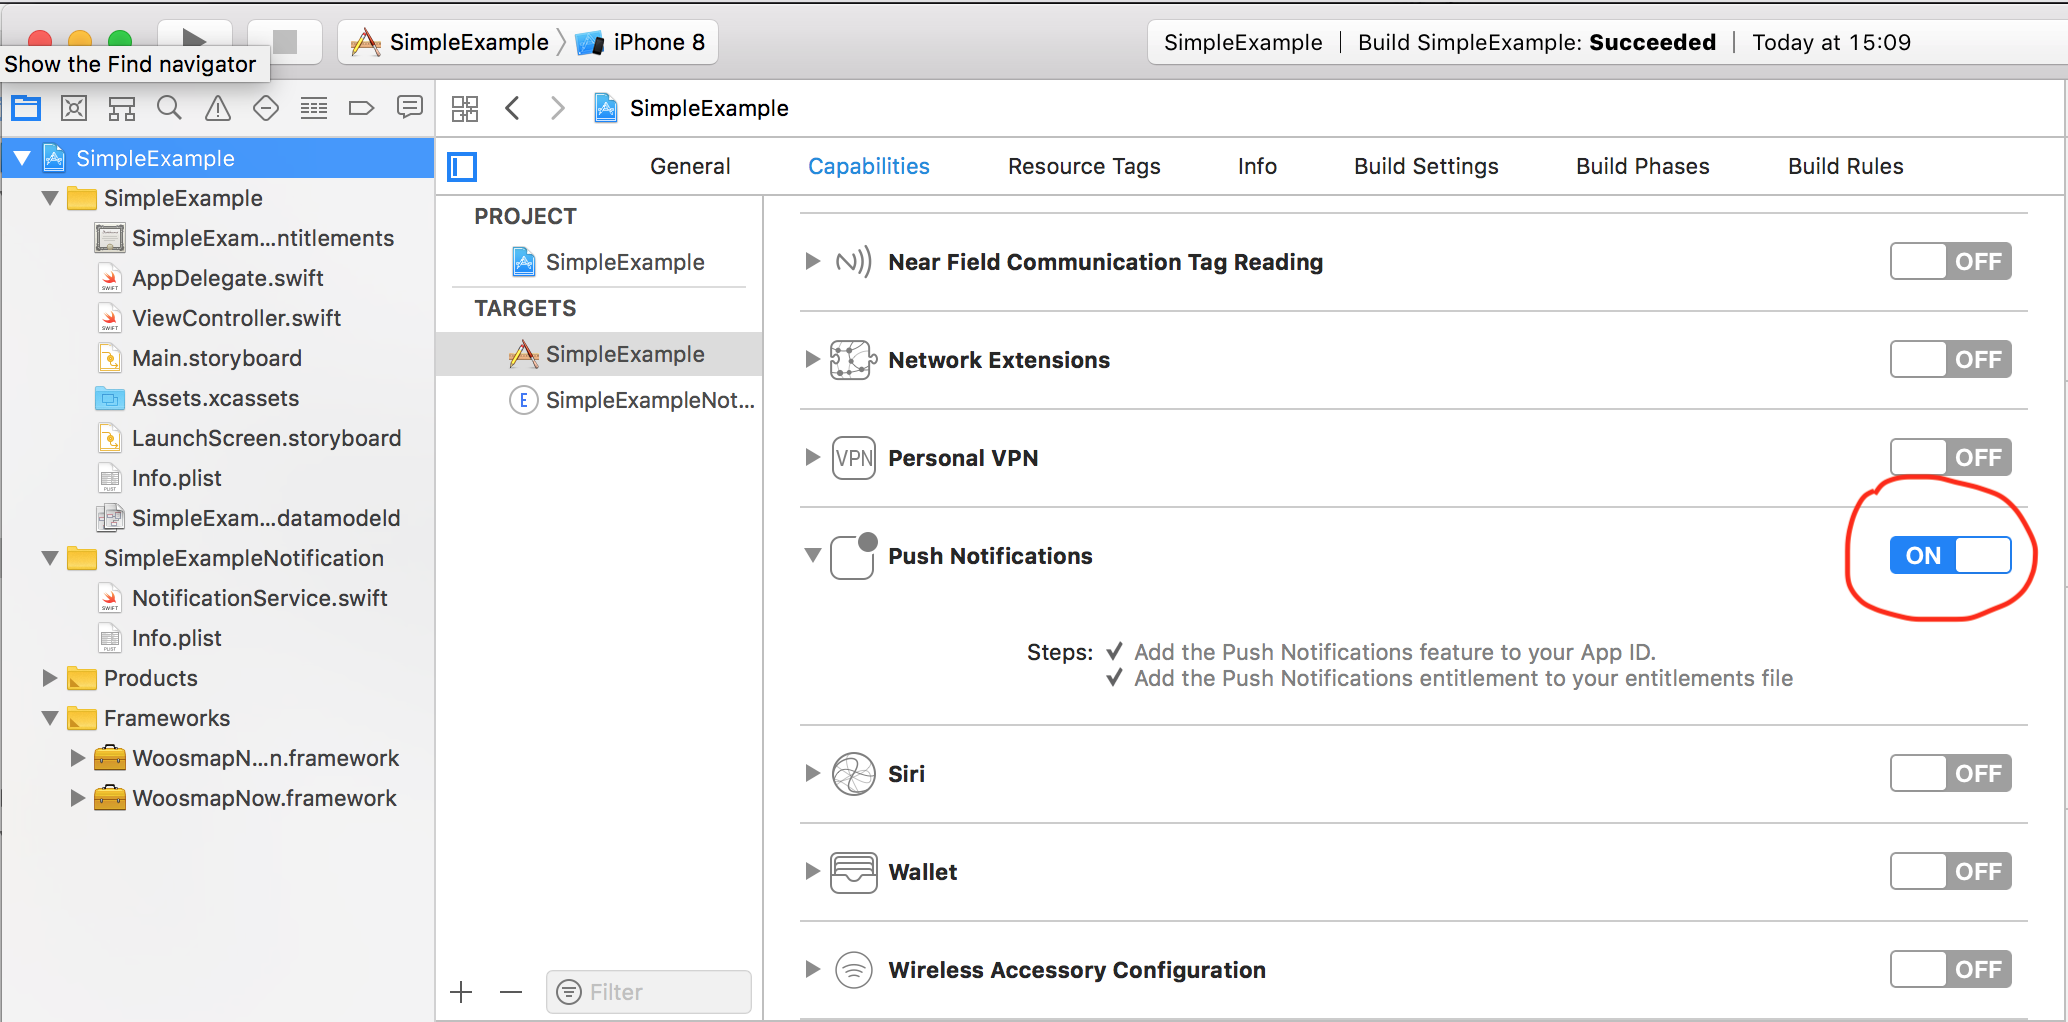 SimpleExample
iPhone 8
SimpleExample | Build SimpleExample: Succeeded | Today at 15:09
Show the Find navigator
SimpleExample
General
Capabilities
Resource Tags
Info
Build Settings
Build Phases
Build Rules
SimpleExample
SimpleExample
SimpleExam...ntitlements
AppDelegate.swift
ViewController.swift
Main.storyboard
Assets.xcassets
LaunchScreen.storyboard
Info.plist
SimpleExam...datamodeld
SimpleExampleNotification
NotificationService.swift
Info.plist
Products
Frameworks
WoosmapN...n.framework
WoosmapNow.framework
PROJECT
SimpleExample
TARGETS
SimpleExample
E SimpleExampleNot...
Filter
Near Field Communication Tag Reading
OFF
Network Extensions
OFF
VPN Personal VPN
OFF
Push Notifications
ON
Steps: ✓ Add the Push Notifications feature to your App ID.
✓ Add the Push Notifications entitlement to your entitlements file
Siri
OFF
Wallet
OFF
Wireless Accessory Configuration
OFF